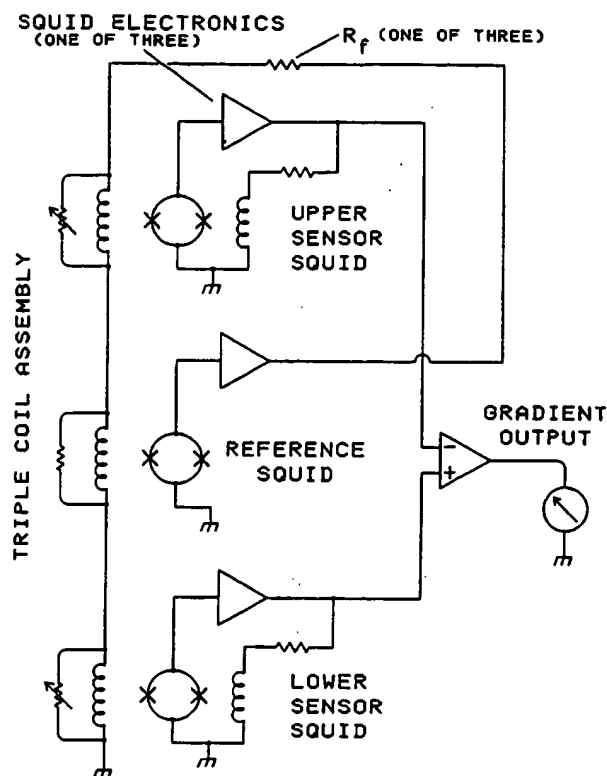 SQUID ELECTRONICS
(ONE OF THREE)
Rf (ONE OF THREE)
UPPER
SENSOR
SQUID
TRIPLE COIL ASSEMBLY
REFERENCE
SQUID
GRADIENT
OUTPUT
−
+
LOWER
SENSOR
SQUID